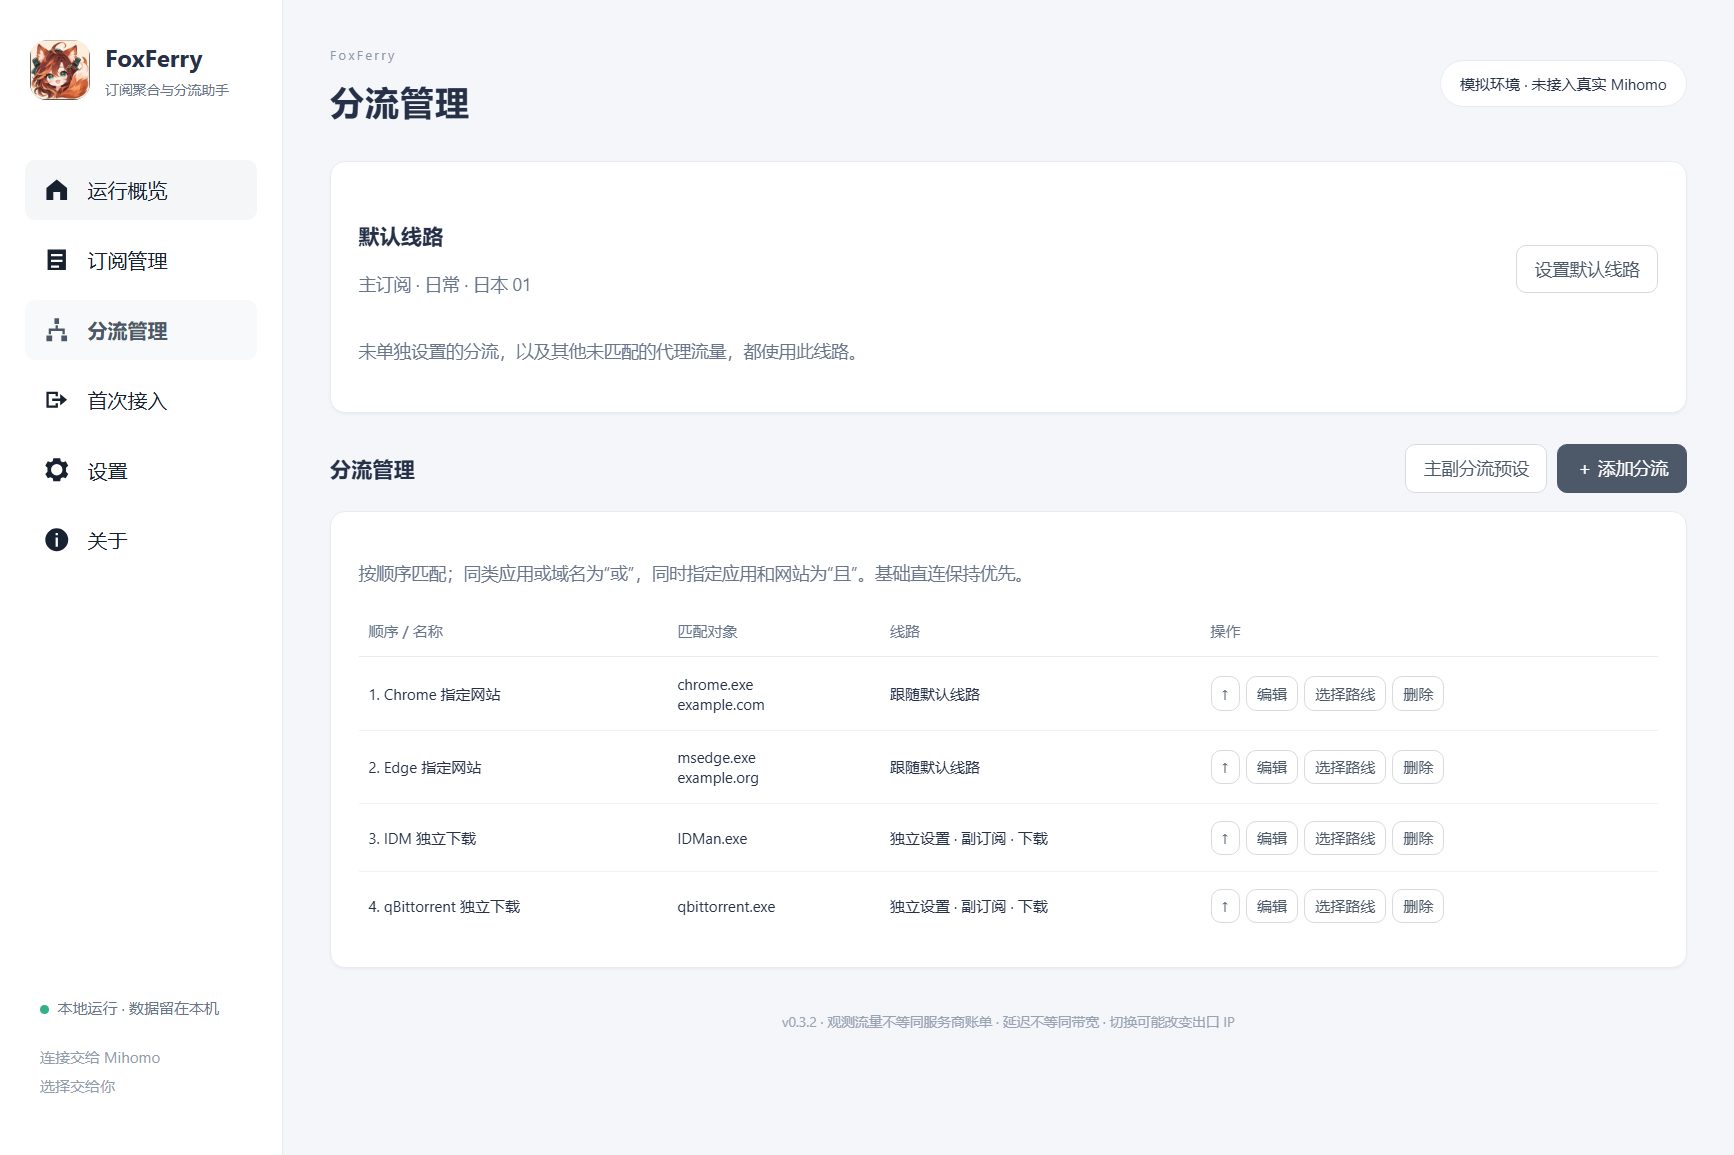 FoxFerry
订阅聚合与分流助手
运行概览
订阅管理
分流管理
首次接入
设置
关于
本地运行 · 数据留在本机
连接交给 Mihomo
选择交给你
FoxFerry
分流管理
模拟环境 · 未接入真实 Mihomo
默认线路
主订阅 · 日常 · 日本 01
设置默认线路
未单独设置的分流，以及其他未匹配的代理流量，都使用此线路。
分流管理
主副分流预设
+ 添加分流
按顺序匹配；同类应用或域名为“或”，同时指定应用和网站为“且”。基础直连保持优先。
顺序 / 名称 匹配对象 线路 操作
1. Chrome 指定网站 chrome.exe 跟随默认线路 ↑ 编辑 选择路线 删除
example.com
2. Edge 指定网站 msedge.exe 跟随默认线路 ↑ 编辑 选择路线 删除
example.org
3. IDM 独立下载 IDMan.exe 独立设置 · 副订阅 · 下载 ↑ 编辑 选择路线 删除
4. qBittorrent 独立下载 qbittorrent.exe 独立设置 · 副订阅 · 下载 ↑ 编辑 选择路线 删除
v0.3.2 · 观测流量不等同服务商账单 · 延迟不等同带宽 · 切换可能改变出口 IP